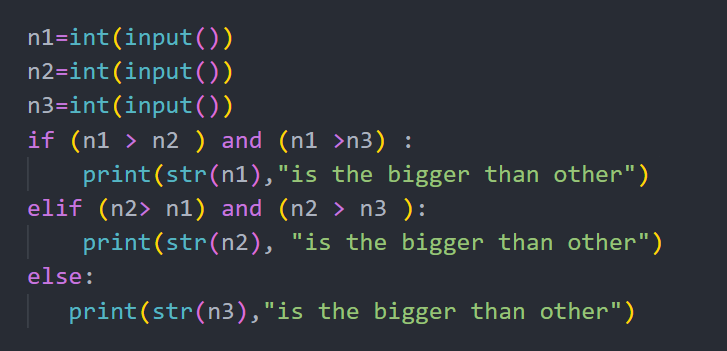 n1=int(input())
n2=int(input())
n3=int(input())
if (n1 > n2 ) and (n1 >n3) :
    print(str(n1),"is the bigger than other")
elif (n2> n1) and (n2 > n3 ):
    print(str(n2), "is the bigger than other")
else:
   print(str(n3),"is the bigger than other")